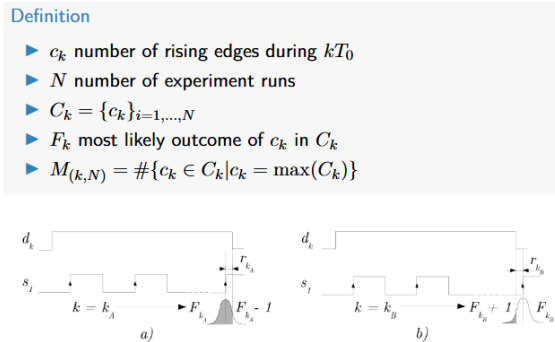 Definition
▶ c_k number of rising edges during kT_0
▶ N number of experiment runs
▶ C_k = {c_k}_{i=1,...,N}
▶ F_k most likely outcome of c_k in C_k
▶ M_{(k,N)} = #{c_k ∈ C_k|c_k = max(C_k)}
d_k r_{k_A} d_k r_{k_B}
s_1 s_1
k = k_A F_{k_A} F_{k_A} - 1 k = k_B F_{k_B} + 1 F_{k_B}
a) b)